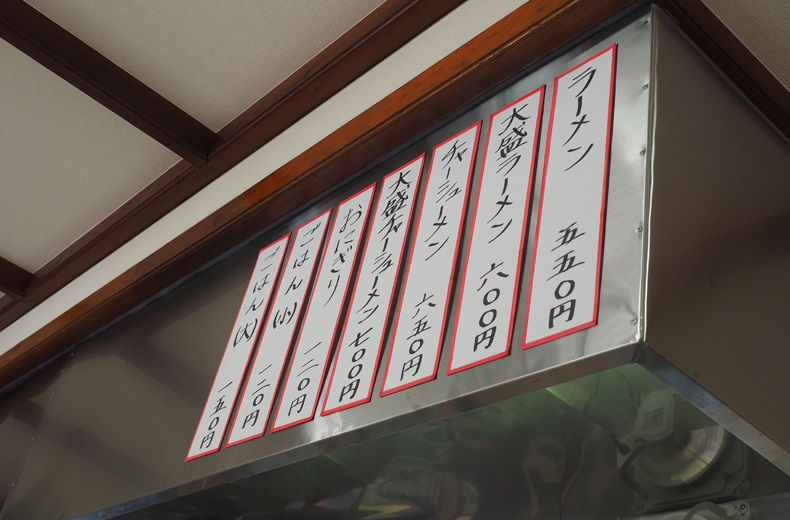 ラーメン 五五〇円
大盛ラーメン 六〇〇円
チャーシューメン 六五〇円
大盛チャーシューメン 七〇〇円
おにぎり 一二〇円
ごはん(小) 一二〇円
ごはん(大) 一五〇円